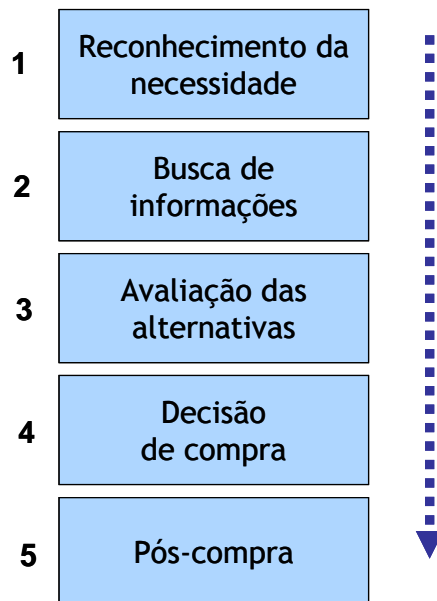 1
Reconhecimento da
necessidade
2
Busca de
informações
3
Avaliação das
alternativas
4
Decisão
de compra
5
Pós-compra